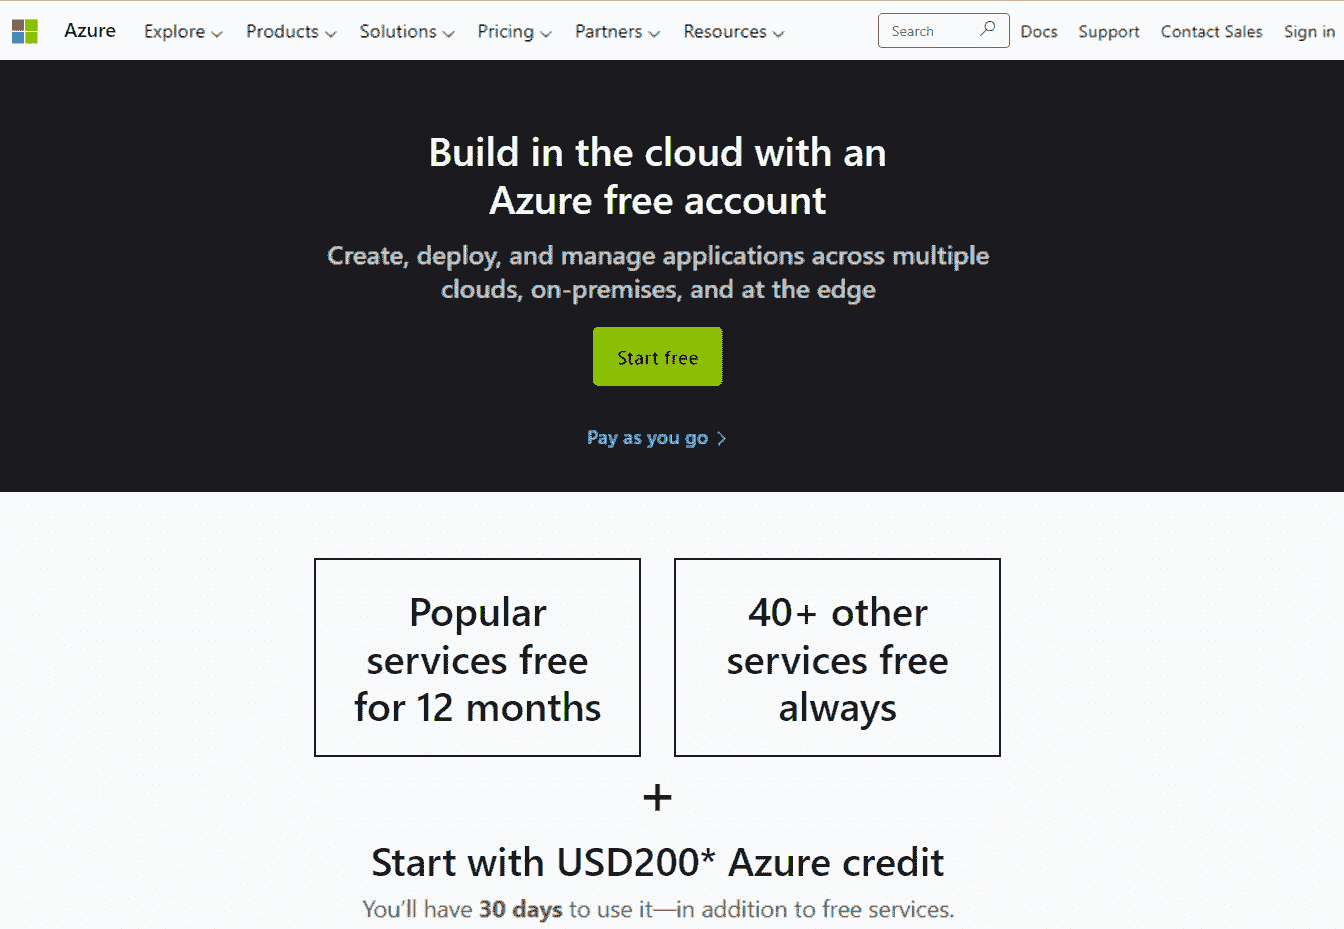 Azure Explore Products Solutions Pricing Partners Resources Search Docs Support Contact Sales Sign in
Build in the cloud with an
Azure free account
Create, deploy, and manage applications across multiple
clouds, on-premises, and at the edge
Start free
Pay as you go
Popular
services free
for 12 months
40+ other
services free
always
+
Start with USD200* Azure credit
You'll have 30 days to use it—in addition to free services.